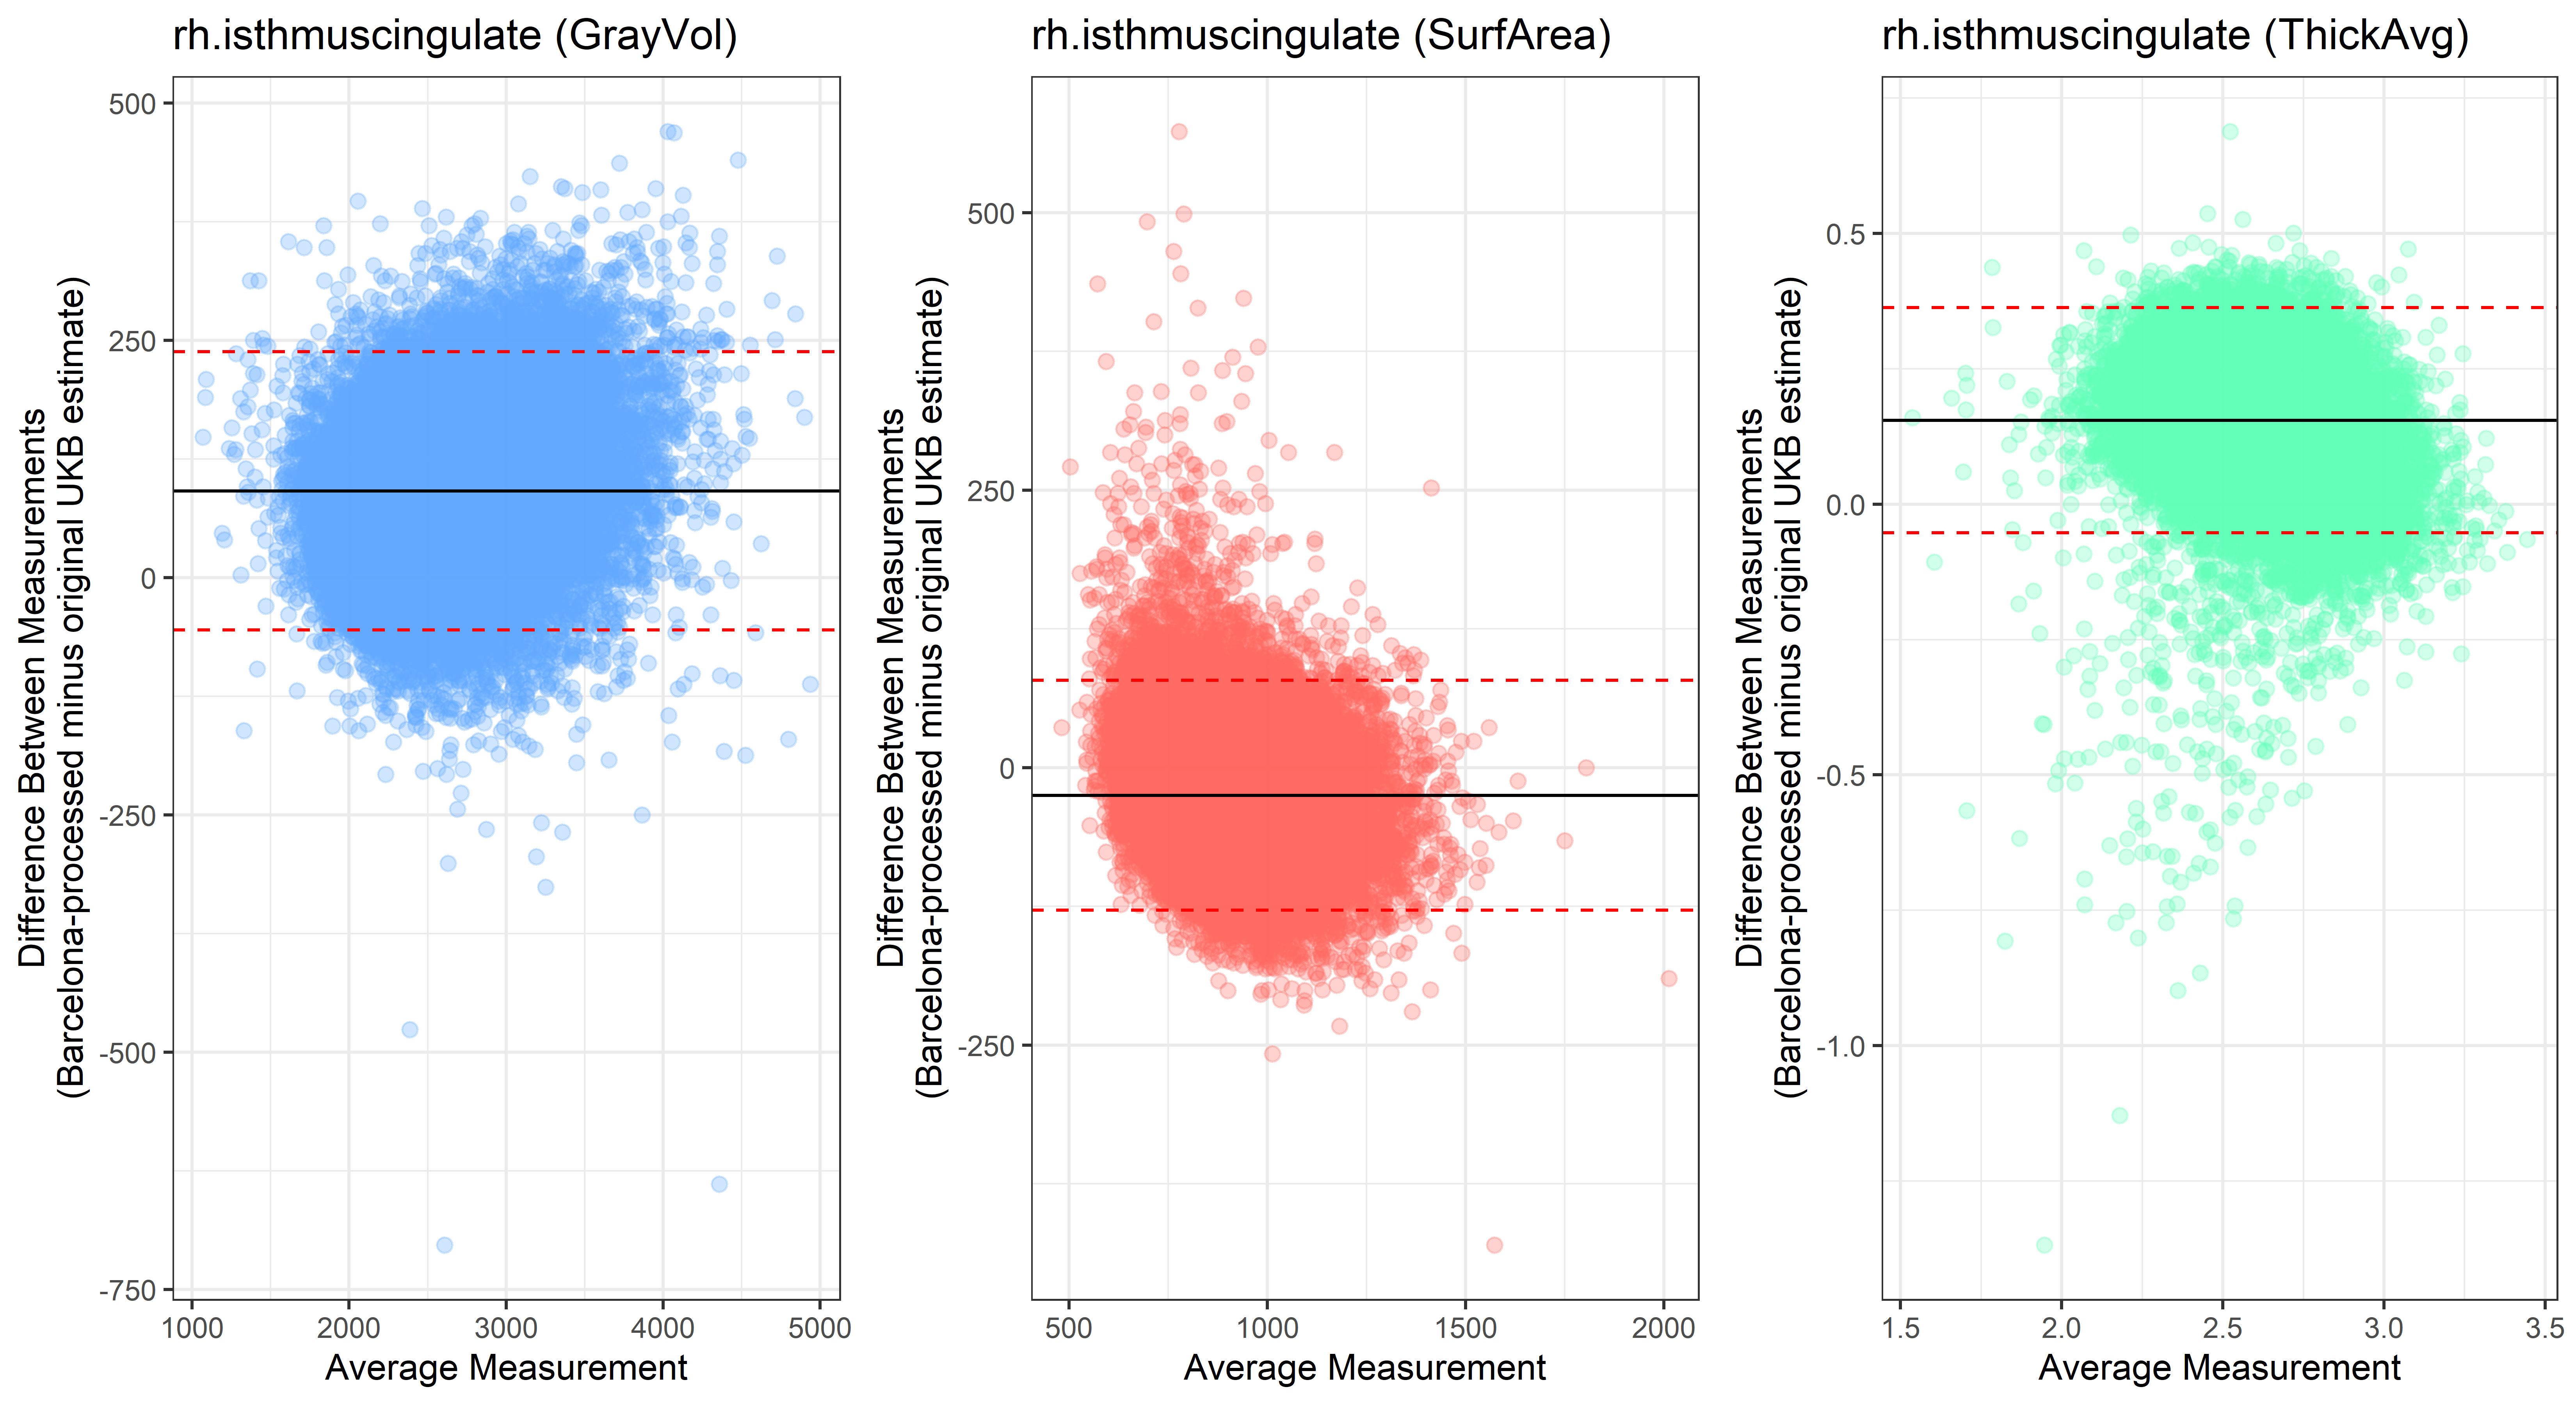 rh.isthmuscingulate (GrayVol)
Difference Between Measurements
(Barcelona-processed minus original UKB estimate)
500
250
0
-250
-500
-750
1000 2000 3000 4000 5000
Average Measurement
rh.isthmuscingulate (SurfArea)
Difference Between Measurements
(Barcelona-processed minus original UKB estimate)
500
250
0
-250
500 1000 1500 2000
Average Measurement
rh.isthmuscingulate (ThickAvg)
Difference Between Measurements
(Barcelona-processed minus original UKB estimate)
0.5
0.0
-0.5
-1.0
1.5 2.0 2.5 3.0 3.5
Average Measurement